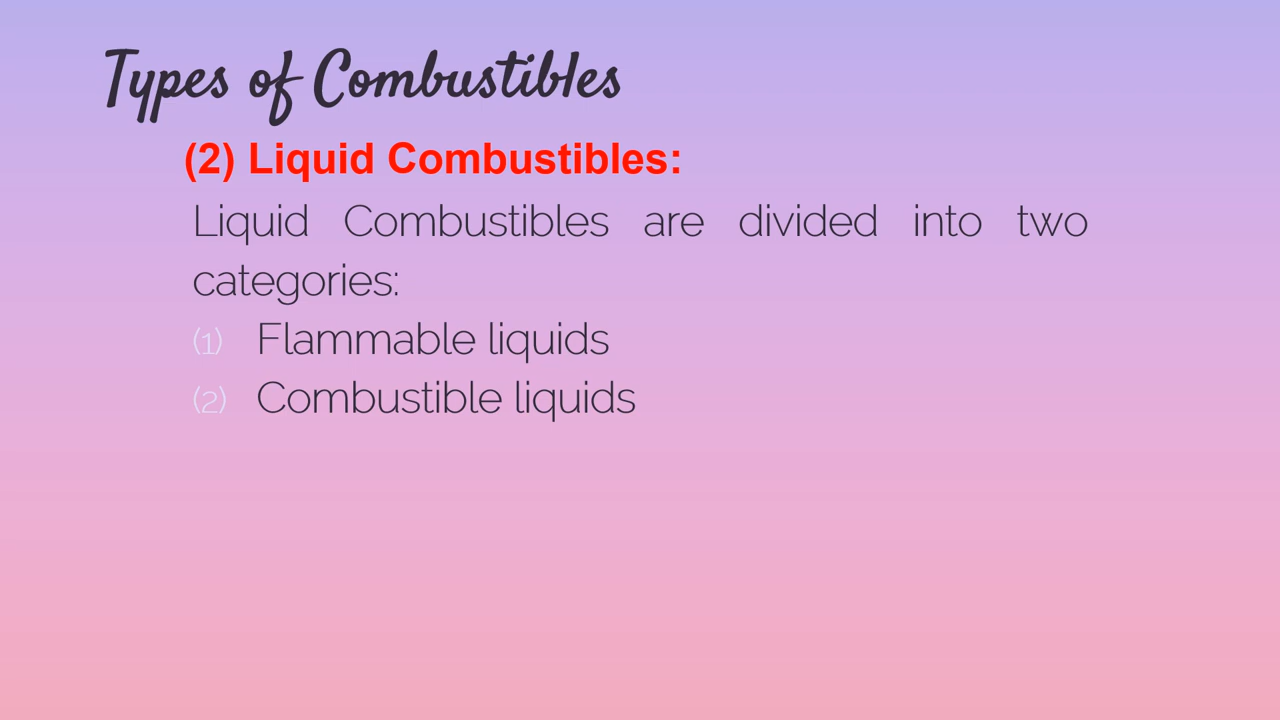 Types of Combustibles
(2) Liquid Combustibles:
Liquid Combustibles are divided into two
categories:
(1) Flammable liquids
(2) Combustible liquids